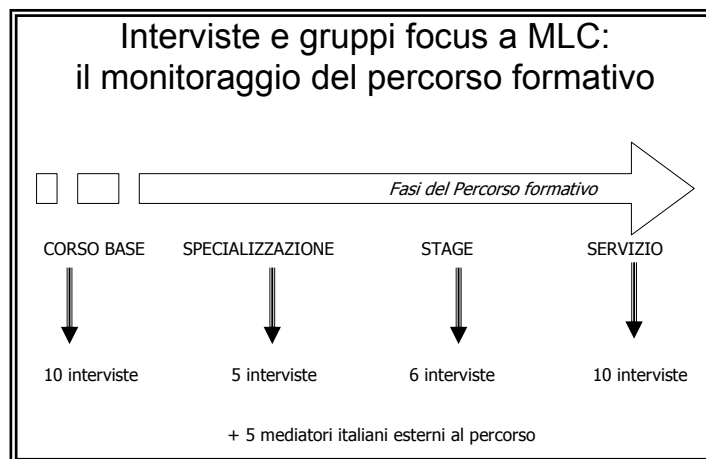 Interviste e gruppi focus a MLC:
il monitoraggio del percorso formativo
Fasi del Percorso formativo
CORSO BASE SPECIALIZZAZIONE STAGE SERVIZIO
10 interviste 5 interviste 6 interviste 10 interviste
+ 5 mediatori italiani esterni al percorso